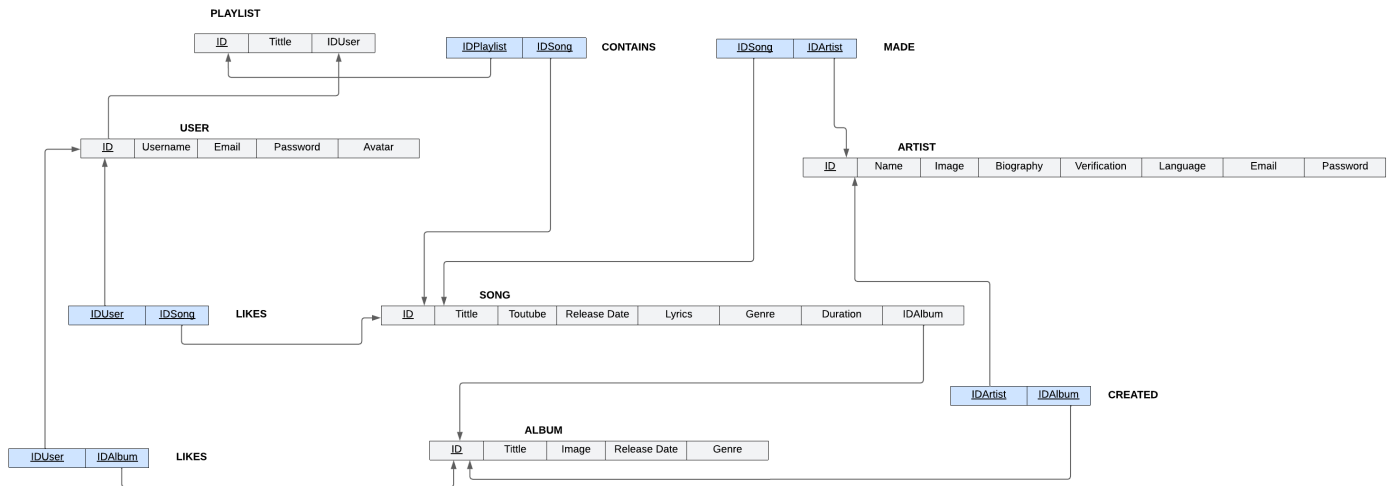 PLAYLIST
ID Tittle IDUser
IDPlaylist IDSong CONTAINS
IDSong IDArtist MADE
USER
ID Username Email Password Avatar
ARTIST
ID Name Image Biography Verification Language Email Password
SONG
IDUser IDSong LIKES
ID Tittle Toutube Release Date Lyrics Genre Duration IDAlbum
IDArtist IDAlbum CREATED
ALBUM
ID Tittle Image Release Date Genre
IDUser IDAlbum LIKES